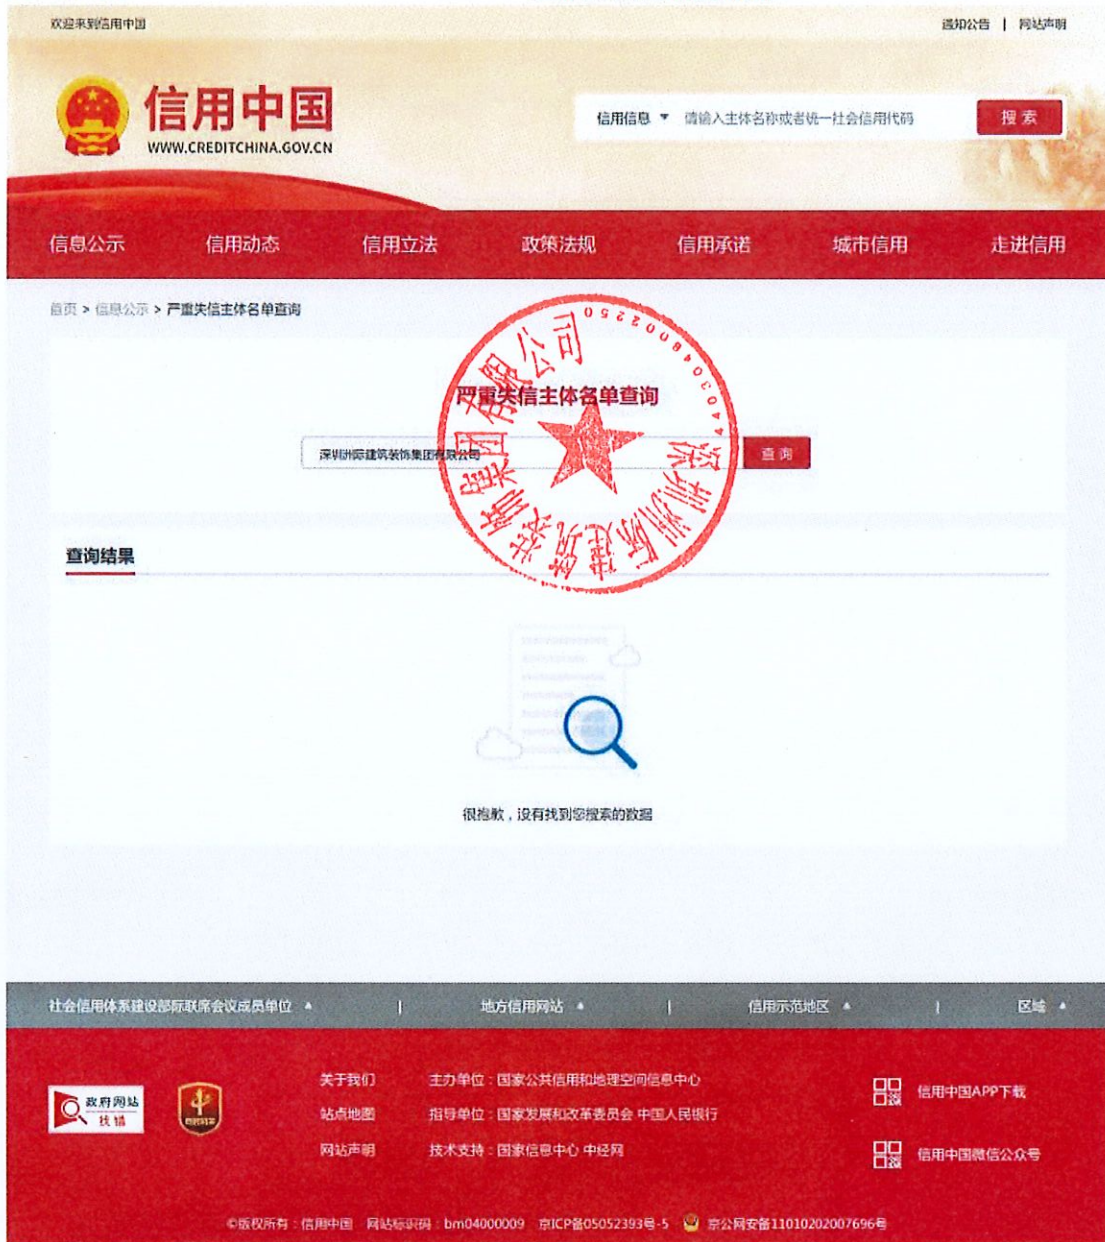 欢迎来到信用中国
通知公告 | 网站声明
信用中国
WWW.CREDITCHINA.GOV.CN
信用信息 请输入主体名称或者统一社会信用代码 搜索
信息公示 信用动态 信用立法 政策法规 信用承诺 城市信用 走进信用
首页 > 信息公示 > 严重失信主体名单查询
严重失信主体名单查询
深圳洲际建筑装饰集团有限公司 查询
深圳洲际建筑装饰集团有限公司
查询结果
很抱歉，没有找到您搜索的数据
社会信用体系建设部际联席会议成员单位 | 地方信用网站 | 信用示范地区 | 区域
政府网站
找错
关于我们 主办单位：国家公共信用和地理空间信息中心
站点地图 指导单位：国家发展和改革委员会 中国人民银行
网站声明 技术支持：国家信息中心 中经网
信用中国APP下载
信用中国微信公众号
©版权所有：信用中国 网站标识码：bm04000009 京ICP备05052393号-5 京公网安备11010202007696号